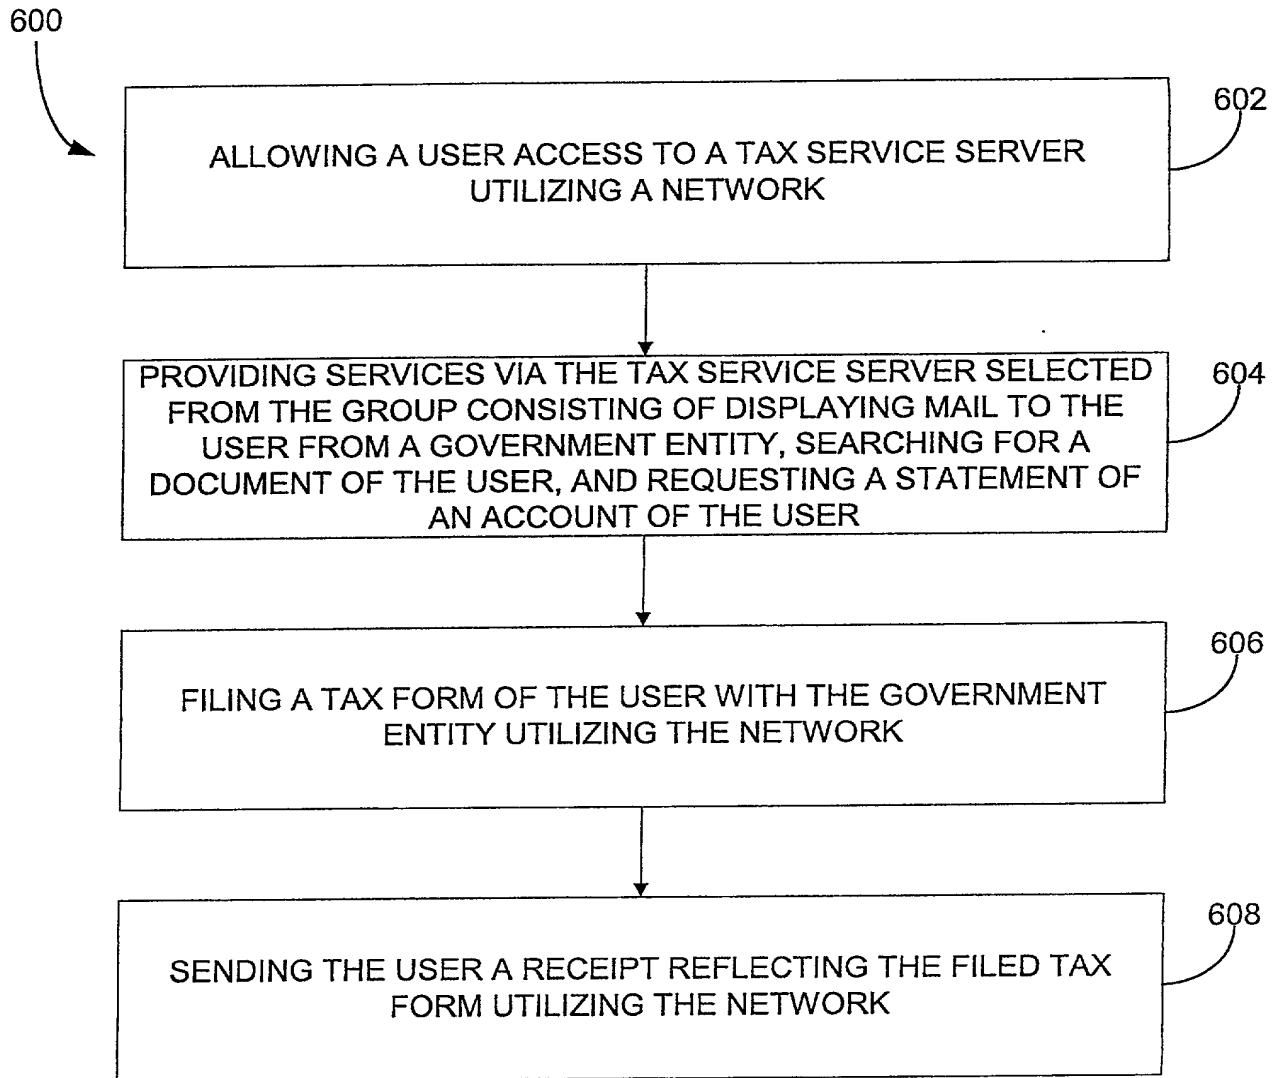 600
602
ALLOWING A USER ACCESS TO A TAX SERVICE SERVER
UTILIZING A NETWORK
604
PROVIDING SERVICES VIA THE TAX SERVICE SERVER SELECTED
FROM THE GROUP CONSISTING OF DISPLAYING MAIL TO THE
USER FROM A GOVERNMENT ENTITY, SEARCHING FOR A
DOCUMENT OF THE USER, AND REQUESTING A STATEMENT OF
AN ACCOUNT OF THE USER
606
FILING A TAX FORM OF THE USER WITH THE GOVERNMENT
ENTITY UTILIZING THE NETWORK
608
SENDING THE USER A RECEIPT REFLECTING THE FILED TAX
FORM UTILIZING THE NETWORK